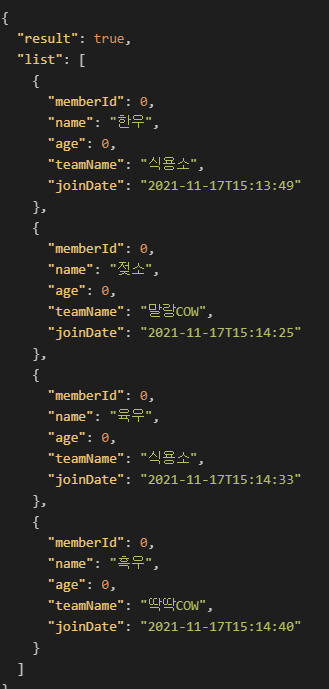 {
  "result": true,
  "list": [
    {
      "memberId": 0,
      "name": "한우",
      "age": 0,
      "teamName": "식용소",
      "joinDate": "2021-11-17T15:13:49"
    },
    {
      "memberId": 0,
      "name": "젖소",
      "age": 0,
      "teamName": "말랑COW",
      "joinDate": "2021-11-17T15:14:25"
    },
    {
      "memberId": 0,
      "name": "육우",
      "age": 0,
      "teamName": "식용소",
      "joinDate": "2021-11-17T15:14:33"
    },
    {
      "memberId": 0,
      "name": "흑우",
      "age": 0,
      "teamName": "딱딱COW",
      "joinDate": "2021-11-17T15:14:40"
    }
  ]
}